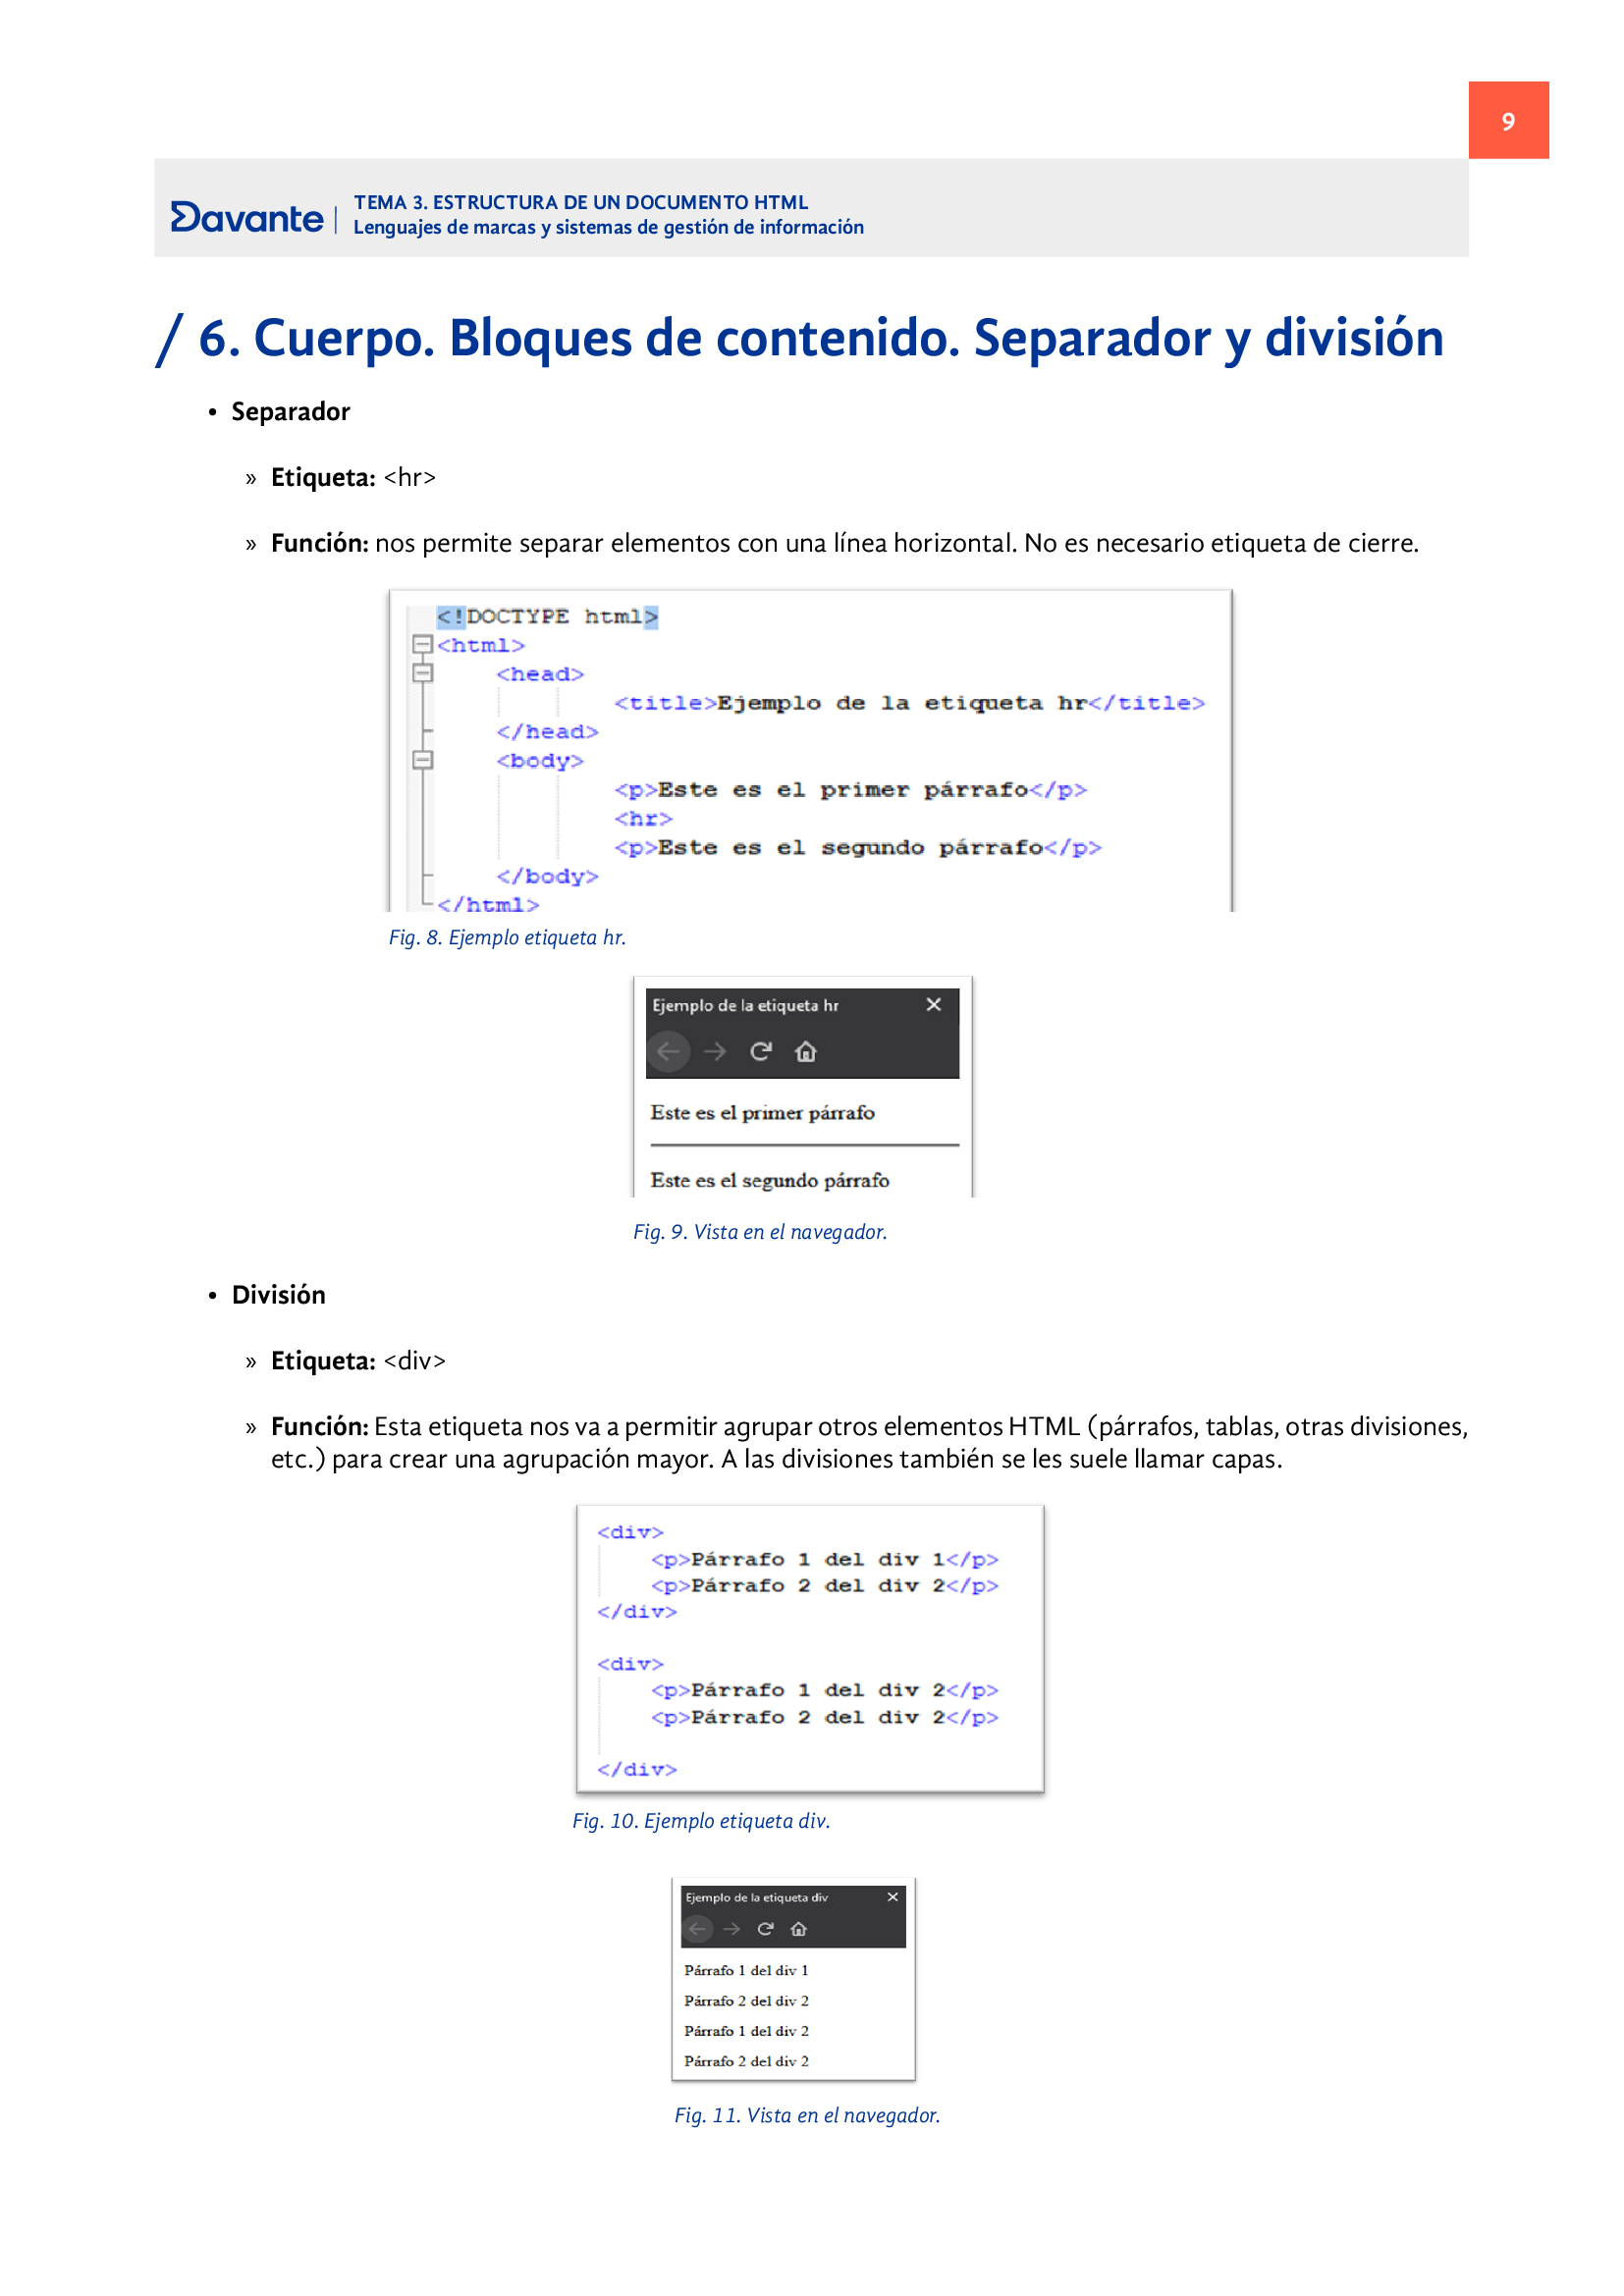 9
Davante
TEMA 3. ESTRUCTURA DE UN DOCUMENTO HTML
Lenguajes de marcas y sistemas de gestión de información
/ 6. Cuerpo. Bloques de contenido. Separador y división
• Separador
» Etiqueta: <hr>
» Función: nos permite separar elementos con una línea horizontal. No es necesario etiqueta de cierre.
<!DOCTYPE html>
<html>
<head>
<title>Ejemplo de la etiqueta hr</title>
</head>
<body>
<p>Este es el primer párrafo</p>
<hr>
<p>Este es el segundo párrafo</p>
</body>
</html>
Fig. 8. Ejemplo etiqueta hr.
Ejemplo de la etiqueta hr
Este es el primer párrafo
Este es el segundo párrafo
Fig. 9. Vista en el navegador.
• División
» Etiqueta: <div>
» Función: Esta etiqueta nos va a permitir agrupar otros elementos HTML (párrafos, tablas, otras divisiones,
etc.) para crear una agrupación mayor. A las divisiones también se les suele llamar capas.
<div>
<p>Párrafo 1 del div 1</p>
<p>Párrafo 2 del div 2</p>
</div>
<div>
<p>Párrafo 1 del div 2</p>
<p>Párrafo 2 del div 2</p>
</div>
Fig. 10. Ejemplo etiqueta div.
Ejemplo de la etiqueta div
Párrafo 1 del div 1
Párrafo 2 del div 2
Párrafo 1 del div 2
Párrafo 2 del div 2
Fig. 11. Vista en el navegador.